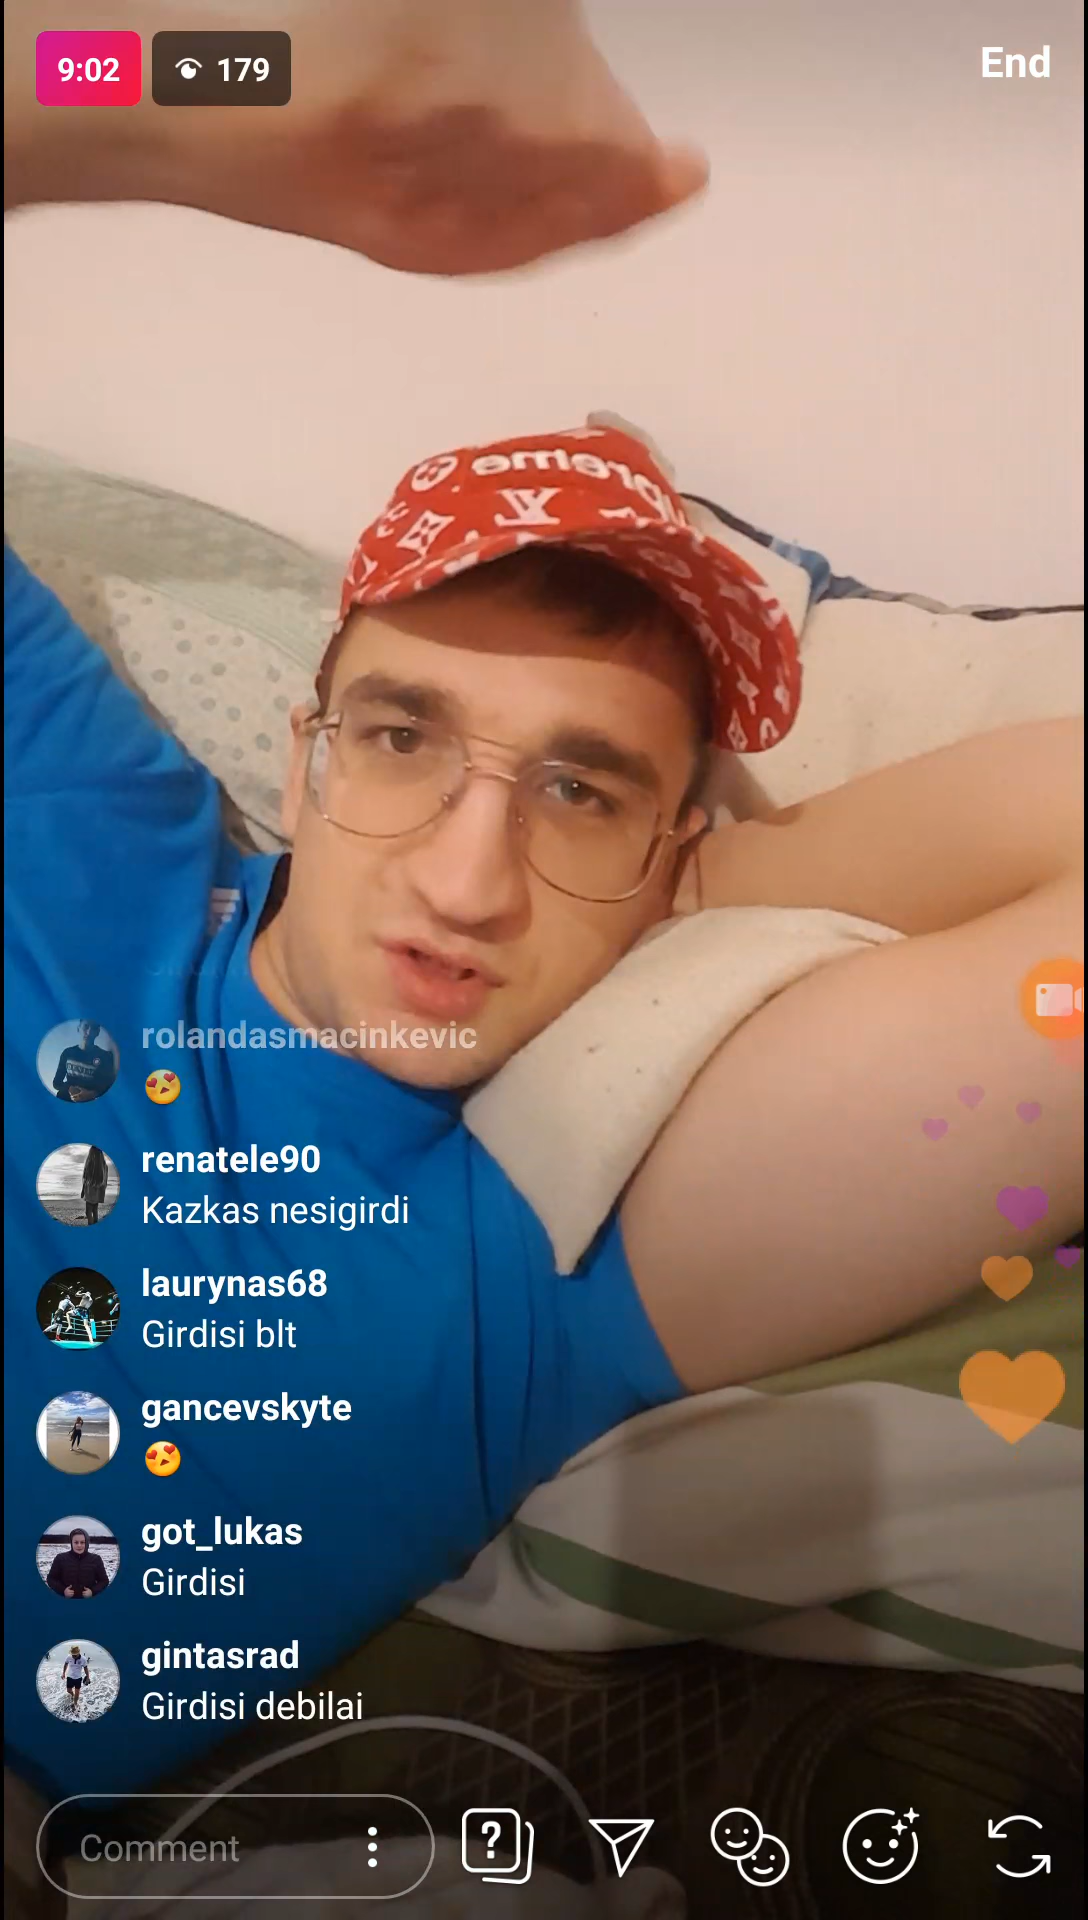 9:02
179
End
rolandasmacinkevic
😍
renatele90
Kazkas nesigirdi
laurynas68
Girdisi blt
gancevskyte
😍
got_lukas
Girdisi
gintasrad
Girdisi debilai
Comment